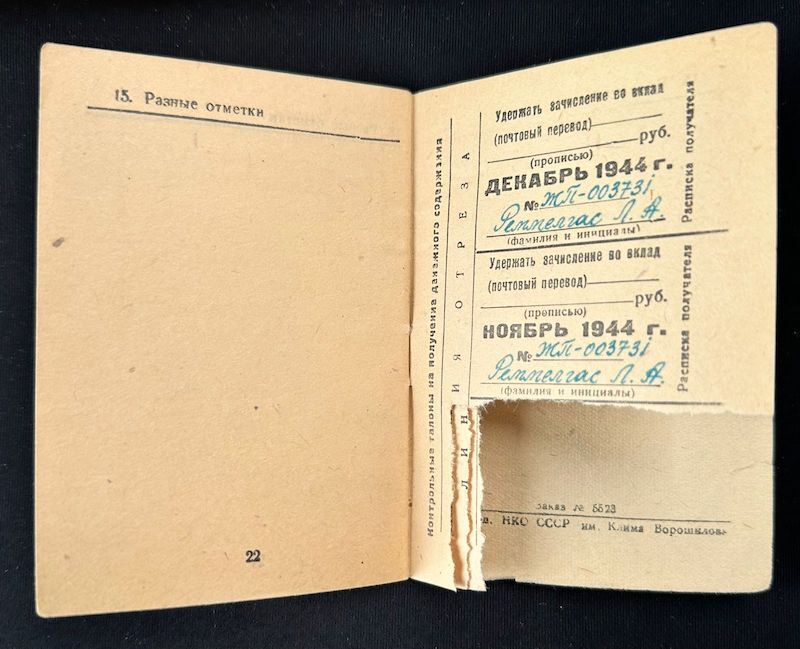 15. Разные отметки
22
Контрольные талоны на получение денежного содержания
ЛИНИЯ ОТРЕЗА
Удержать зачисление во вклад
(почтовый перевод)
руб.
(прописью)
ДЕКАБРЬ 1944 г.
№ ЖП-003731
Реммелгас Л. А.
(фамилия и инициалы)
Расписка получателя
Удержать зачисление во вклад
(почтовый перевод)
руб.
(прописью)
НОЯБРЬ 1944 г.
№ ЖП-003731
Реммелгас Л. А.
(фамилия и инициалы)
Расписка получателя
Заказ № 5523
НКО СССР им. Клима Ворошилова